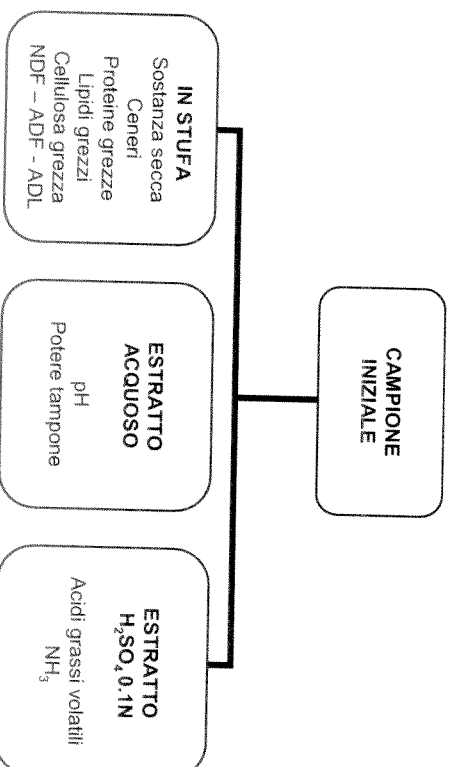 CAMPIONE
INIZIALE
IN STUFA
Sostanza secca
Ceneri
Proteine grezze
Lipidi grezzi
Cellulosa grezza
NDF – ADF - ADL
ESTRATTO
ACQUOSO
pH
Potere tampone
ESTRATTO
H₂SO₄ 0.1N
Acidi grassi volatili
NH₃